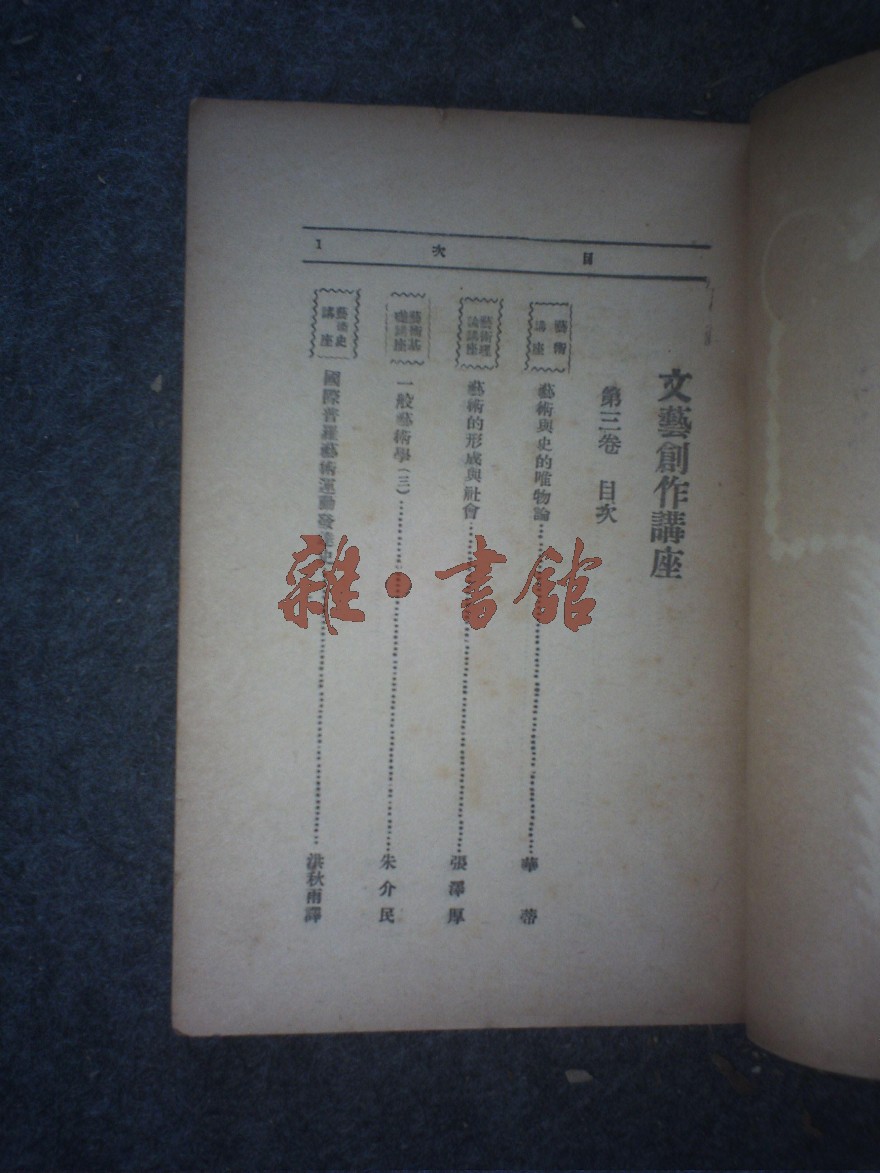 目次 1
文藝創作講座
第三卷 目次
藝術講座
藝術與史的唯物論 華蒂
藝術理論講座
藝術的形成與社會 張澤厚
藝術基礎講座
一般藝術學(三) 朱介民
藝術史講座
國際普羅藝術運動發達史 洪秋雨譯
雜·書館